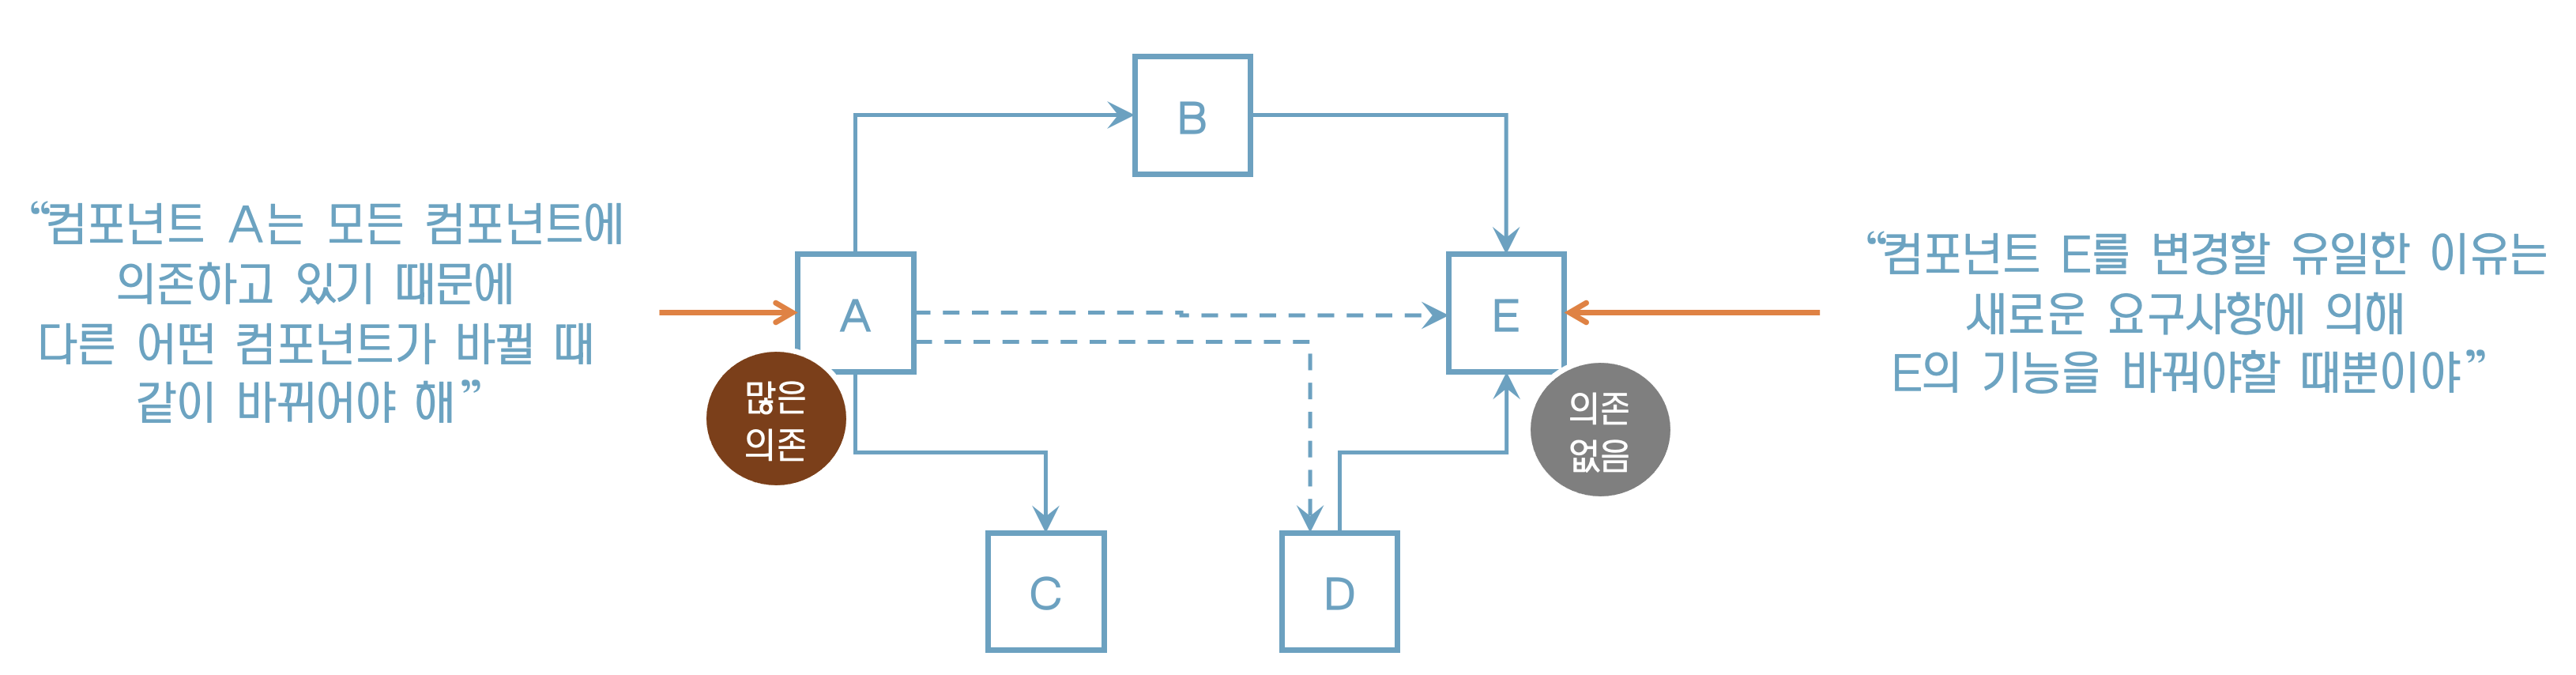 “컴포넌트 A는 모든 컴포넌트에
의존하고 있기 때문에
다른 어떤 컴포넌트가 바뀔 때
같이 바뀌어야 해”
B
A
E
많은
의존
의존
없음
C
D
“컴포넌트 E를 변경할 유일한 이유는
새로운 요구사항에 의해
E의 기능을 바꿔야할 때뿐이야”